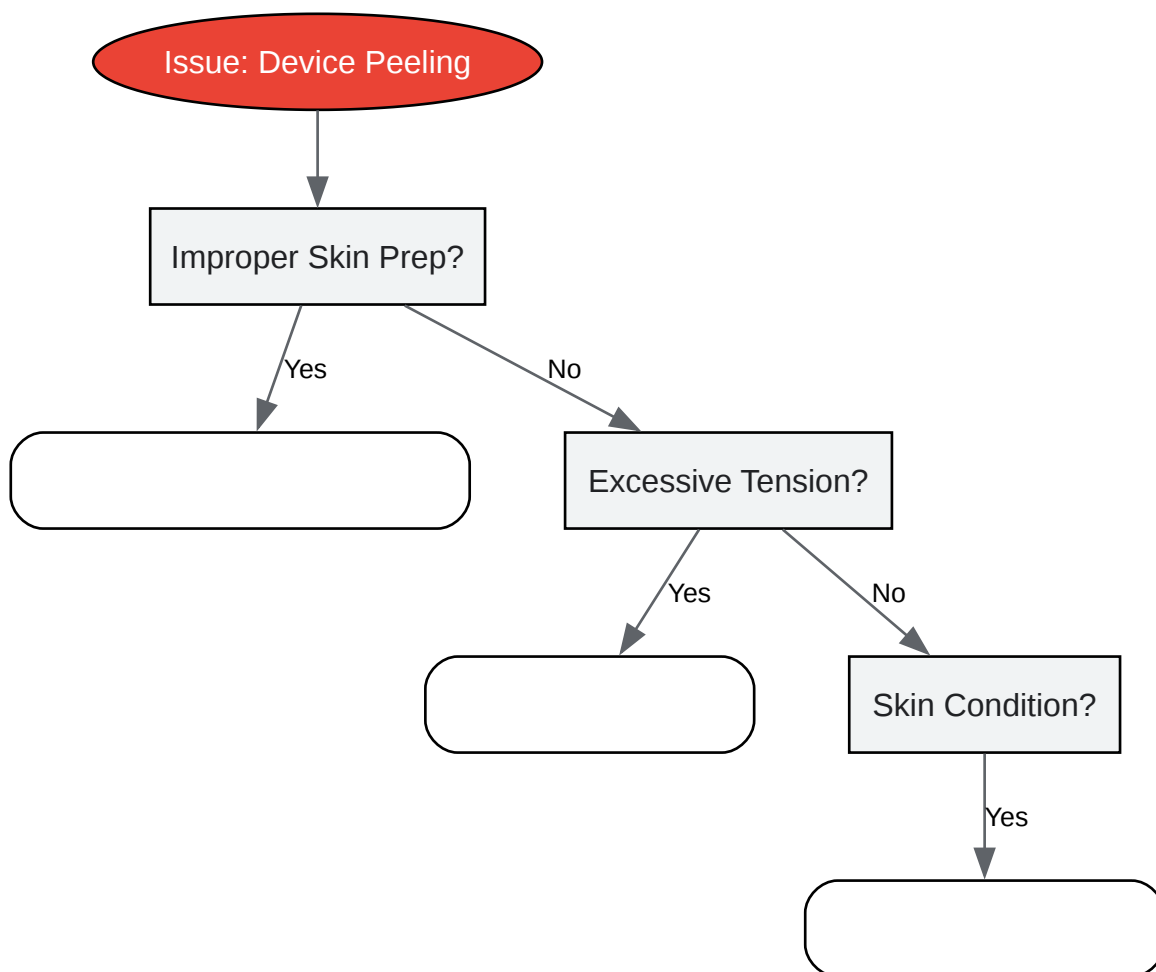 Issue: Device Peeling
Improper Skin Prep?
Yes
No
Excessive Tension?
Yes
No
Skin Condition?
Yes